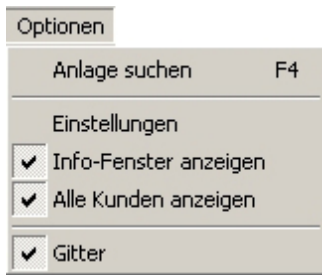 Optionen
Anlage suchen F4
Einstellungen
Info-Fenster anzeigen
Alle Kunden anzeigen
Gitter